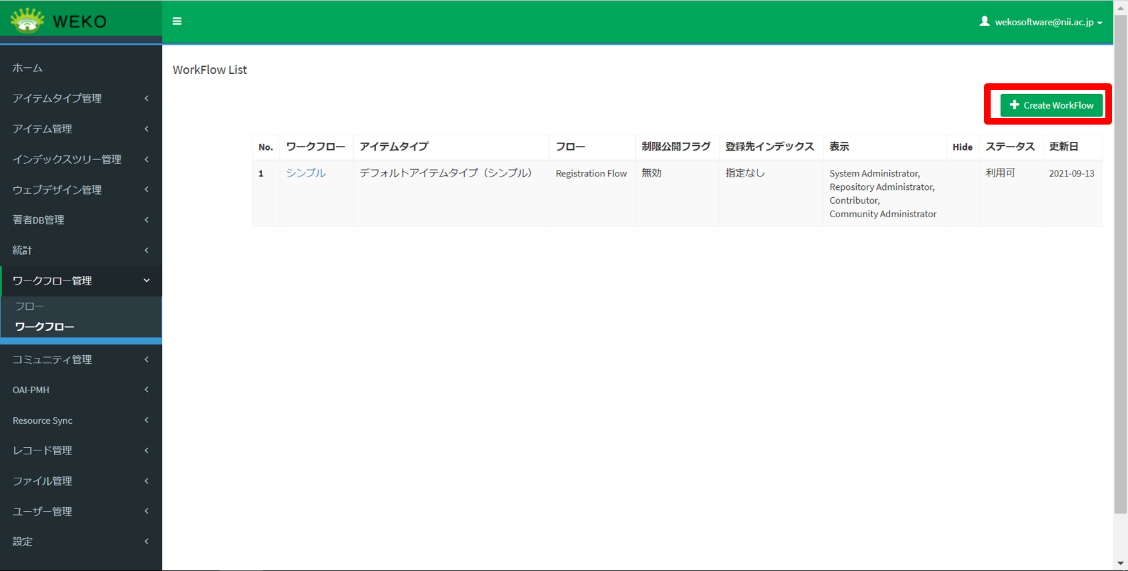 WEKO
wekosoftware@nii.ac.jp
ホーム
アイテムタイプ管理
アイテム管理
インデックスツリー管理
ウェブデザイン管理
著者DB管理
統計
ワークフロー管理
フロー
ワークフロー
コミュニティ管理
OAI-PMH
Resource Sync
レコード管理
ファイル管理
ユーザー管理
設定
WorkFlow List
Create WorkFlow
No. ワークフロー アイテムタイプ フロー 制限公開フラグ 登録先インデックス 表示 Hide ステータス 更新日
1 シンプル デフォルトアイテムタイプ（シンプル） Registration Flow 無効 指定なし System Administrator, 利用可 2021-09-13
Repository Administrator,
Contributor,
Community Administrator